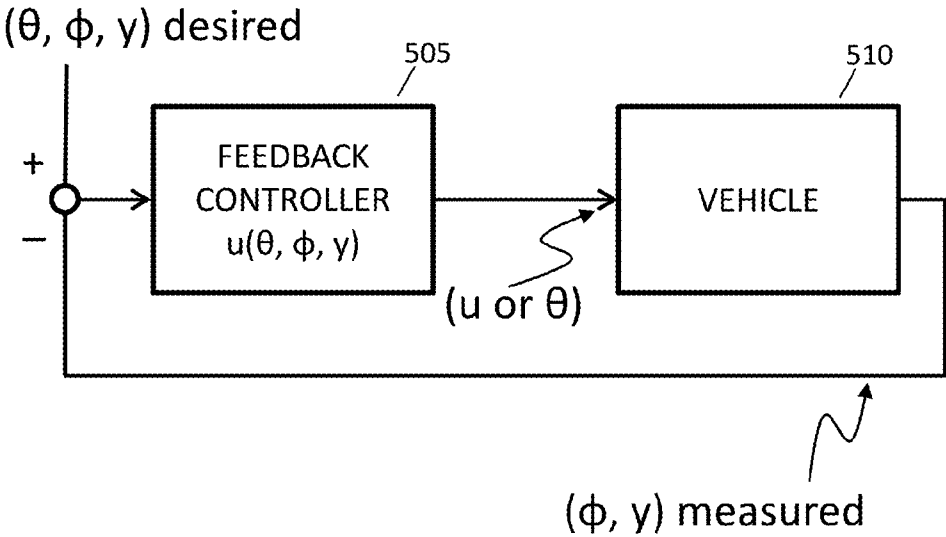 (θ, ϕ, y) desired
505
510
+
−
FEEDBACK
CONTROLLER
u(θ, ϕ, y)
VEHICLE
(u or θ)
(ϕ, y) measured